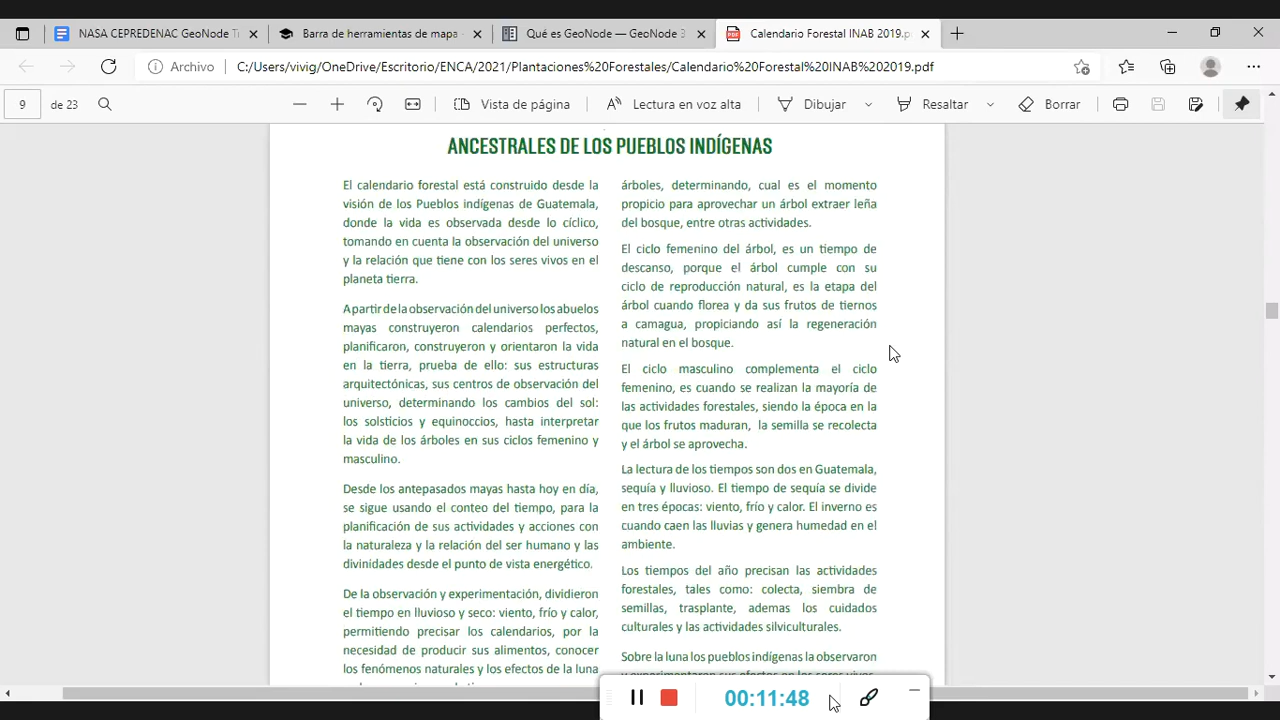 NASA CEPREDENAC GeoNode Tr
Barra de herramientas de mapa -
Qué es GeoNode — GeoNode 3
Calendario Forestal INAB 2019.p
Archivo
C:/Users/vivig/OneDrive/Escritorio/ENCA/2021/Plantaciones%20Forestales/Calendario%20Forestal%20INAB%202019.pdf
9 de 23
Vista de página
Lectura en voz alta
Dibujar
Resaltar
Borrar
ANCESTRALES DE LOS PUEBLOS INDÍGENAS
El calendario forestal está construido desde la
visión de los Pueblos indígenas de Guatemala,
donde la vida es observada desde lo cíclico,
tomando en cuenta la observación del universo
y la relación que tiene con los seres vivos en el
planeta tierra.
A partir de la observación del universo los abuelos
mayas construyeron calendarios perfectos,
planificaron, construyeron y orientaron la vida
en la tierra, prueba de ello: sus estructuras
arquitectónicas, sus centros de observación del
universo, determinando los cambios del sol:
los solsticios y equinoccios, hasta interpretar
la vida de los árboles en sus ciclos femenino y
masculino.
Desde los antepasados mayas hasta hoy en día,
se sigue usando el conteo del tiempo, para la
planificación de sus actividades y acciones con
la naturaleza y la relación del ser humano y las
divinidades desde el punto de vista energético.
De la observación y experimentación, dividieron
el tiempo en lluvioso y seco: viento, frío y calor,
permitiendo precisar los calendarios, por la
necesidad de producir sus alimentos, conocer
los fenómenos naturales y los efectos de la luna
árboles, determinando, cual es el momento
propicio para aprovechar un árbol extraer leña
del bosque, entre otras actividades.
El ciclo femenino del árbol, es un tiempo de
descanso, porque el árbol cumple con su
ciclo de reproducción natural, es la etapa del
árbol cuando florea y da sus frutos de tiernos
a camagua, propiciando así la regeneración
natural en el bosque.
El ciclo masculino complementa el ciclo
femenino, es cuando se realizan la mayoría de
las actividades forestales, siendo la época en la
que los frutos maduran, la semilla se recolecta
y el árbol se aprovecha.
La lectura de los tiempos son dos en Guatemala,
sequía y lluvioso. El tiempo de sequía se divide
en tres épocas: viento, frío y calor. El inverno es
cuando caen las lluvias y genera humedad en el
ambiente.
Los tiempos del año precisan las actividades
forestales, tales como: colecta, siembra de
semillas, trasplante, ademas los cuidados
culturales y las actividades silviculturales.
Sobre la luna los pueblos indígenas la observaron
00:11:48